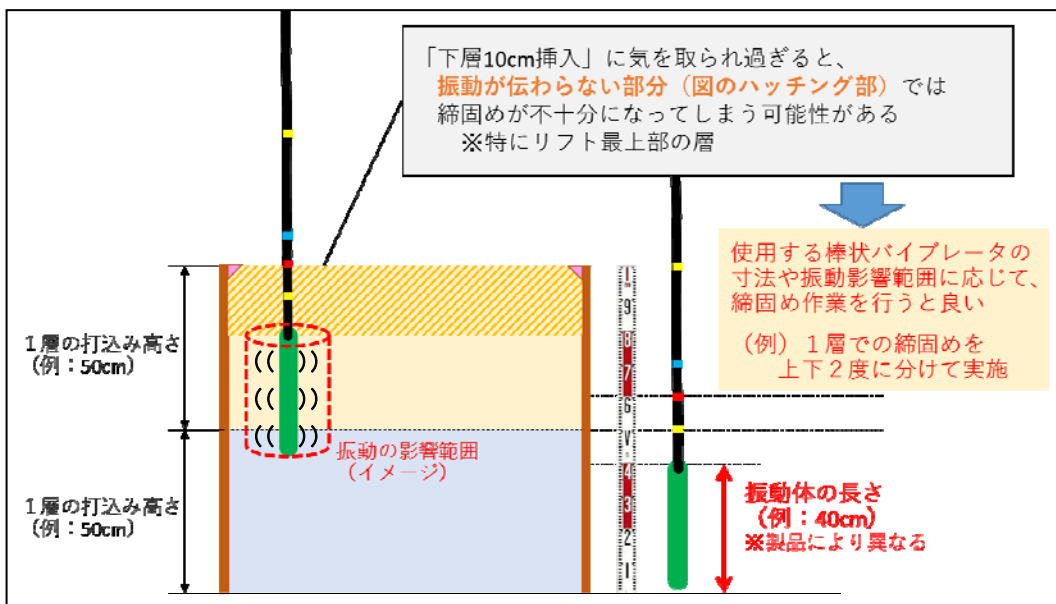 「下層10cm挿入」に気を取られ過ぎると、
振動が伝わらない部分（図のハッチング部）では
締固めが不十分になってしまう可能性がある
※特にリフト最上部の層
使用する棒状バイブレータの
寸法や振動影響範囲に応じて、
締固め作業を行うと良い
（例）１層での締固めを
上下２度に分けて実施
１層の打込み高さ
（例：50cm）
振動の影響範囲
（イメージ）
１層の打込み高さ
（例：50cm）
9
8
7
6
V
4
3
2
1
振動体の長さ
（例：40cm）
※製品により異なる